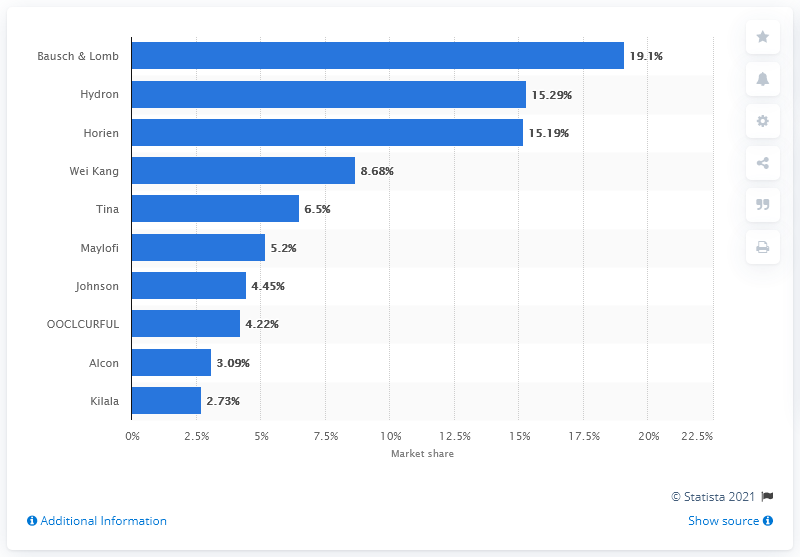 Bausch & Lomb 19.1%
Hydron 15.29%
Horien 15.19%
Wei Kang 8.68%
Tina 6.5%
Maylofi 5.2%
Johnson 4.45%
OOCLCURFUL 4.22%
Alcon 3.09%
Kilala 2.73%
0% 2.5% 5% 7.5% 10% 12.5% 15% 17.5% 20% 22.5%
Market share
© Statista 2021
Additional Information Show source